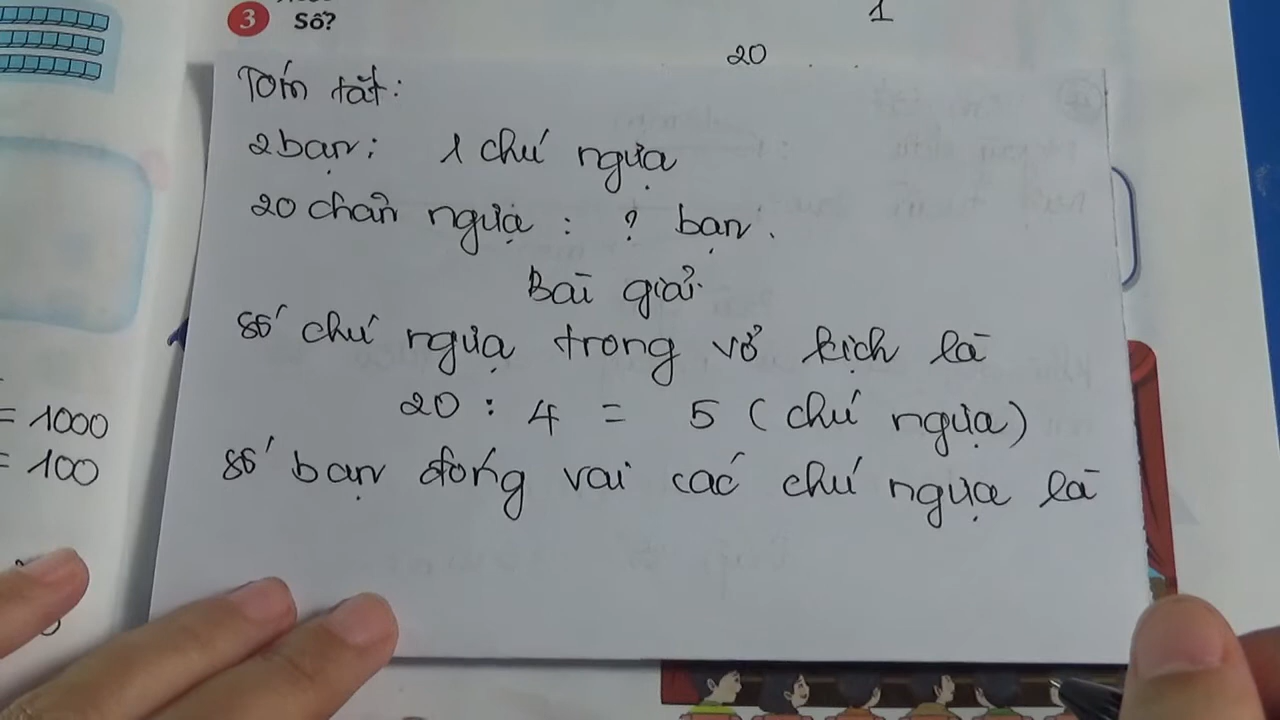 3 Số?
1
20
Tóm tắt:
2 bạn: 1 chú ngựa
20 chân ngựa : ? bạn.
Bài giải
số chú ngựa trong vở kịch là
20 : 4 = 5 (chú ngựa)
số bạn đóng vai các chú ngựa là
= 1000
= 100